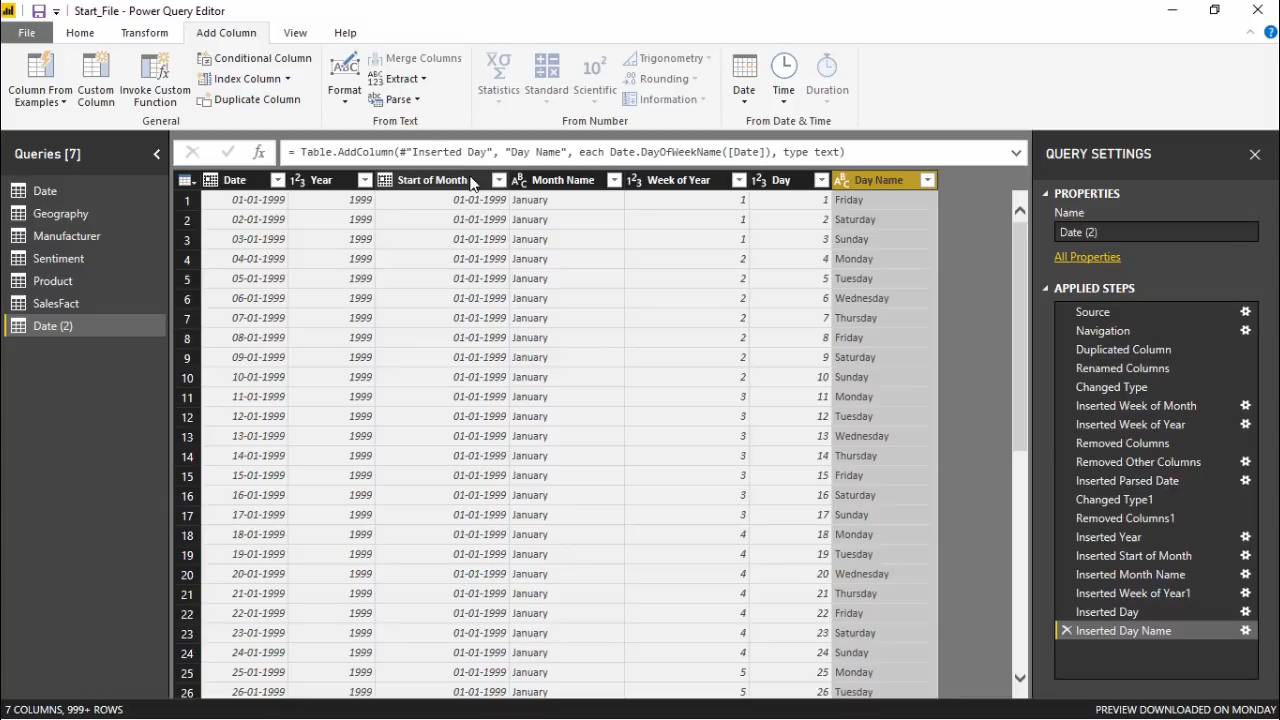 Start_File - Power Query Editor
File Home Transform Add Column View Help
Column From Examples
Custom Column
Invoke Custom Function
Conditional Column
Index Column
Duplicate Column
General
Format
Merge Columns
Extract
Parse
From Text
Statistics
Standard
Scientific
Trigonometry
Rounding
Information
From Number
Date
Time
Duration
From Date & Time
Queries [7]
Date
Geography
Manufacturer
Sentiment
Product
SalesFact
Date (2)
= Table.AddColumn(#"Inserted Day", "Day Name", each Date.DayOfWeekName([Date]), type text)
Date Year Start of Month Month Name Week of Year Day Day Name
1 01-01-1999 1999 01-01-1999 January 1 1 Friday
2 02-01-1999 1999 01-01-1999 January 1 2 Saturday
3 03-01-1999 1999 01-01-1999 January 1 3 Sunday
4 04-01-1999 1999 01-01-1999 January 2 4 Monday
5 05-01-1999 1999 01-01-1999 January 2 5 Tuesday
6 06-01-1999 1999 01-01-1999 January 2 6 Wednesday
7 07-01-1999 1999 01-01-1999 January 2 7 Thursday
8 08-01-1999 1999 01-01-1999 January 2 8 Friday
9 09-01-1999 1999 01-01-1999 January 2 9 Saturday
10 10-01-1999 1999 01-01-1999 January 2 10 Sunday
11 11-01-1999 1999 01-01-1999 January 3 11 Monday
12 12-01-1999 1999 01-01-1999 January 3 12 Tuesday
13 13-01-1999 1999 01-01-1999 January 3 13 Wednesday
14 14-01-1999 1999 01-01-1999 January 3 14 Thursday
15 15-01-1999 1999 01-01-1999 January 3 15 Friday
16 16-01-1999 1999 01-01-1999 January 3 16 Saturday
17 17-01-1999 1999 01-01-1999 January 3 17 Sunday
18 18-01-1999 1999 01-01-1999 January 4 18 Monday
19 19-01-1999 1999 01-01-1999 January 4 19 Tuesday
20 20-01-1999 1999 01-01-1999 January 4 20 Wednesday
21 21-01-1999 1999 01-01-1999 January 4 21 Thursday
22 22-01-1999 1999 01-01-1999 January 4 22 Friday
23 23-01-1999 1999 01-01-1999 January 4 23 Saturday
24 24-01-1999 1999 01-01-1999 January 4 24 Sunday
25 25-01-1999 1999 01-01-1999 January 5 25 Monday
26 26-01-1999 1999 01-01-1999 January 5 26 Tuesday
QUERY SETTINGS
PROPERTIES
Name
Date (2)
All Properties
APPLIED STEPS
Source
Navigation
Duplicated Column
Renamed Columns
Changed Type
Inserted Week of Month
Inserted Week of Year
Removed Columns
Removed Other Columns
Inserted Parsed Date
Changed Type1
Removed Columns1
Inserted Year
Inserted Start of Month
Inserted Month Name
Inserted Week of Year1
Inserted Day
Inserted Day Name
7 COLUMNS, 999+ ROWS
PREVIEW DOWNLOADED ON MONDAY